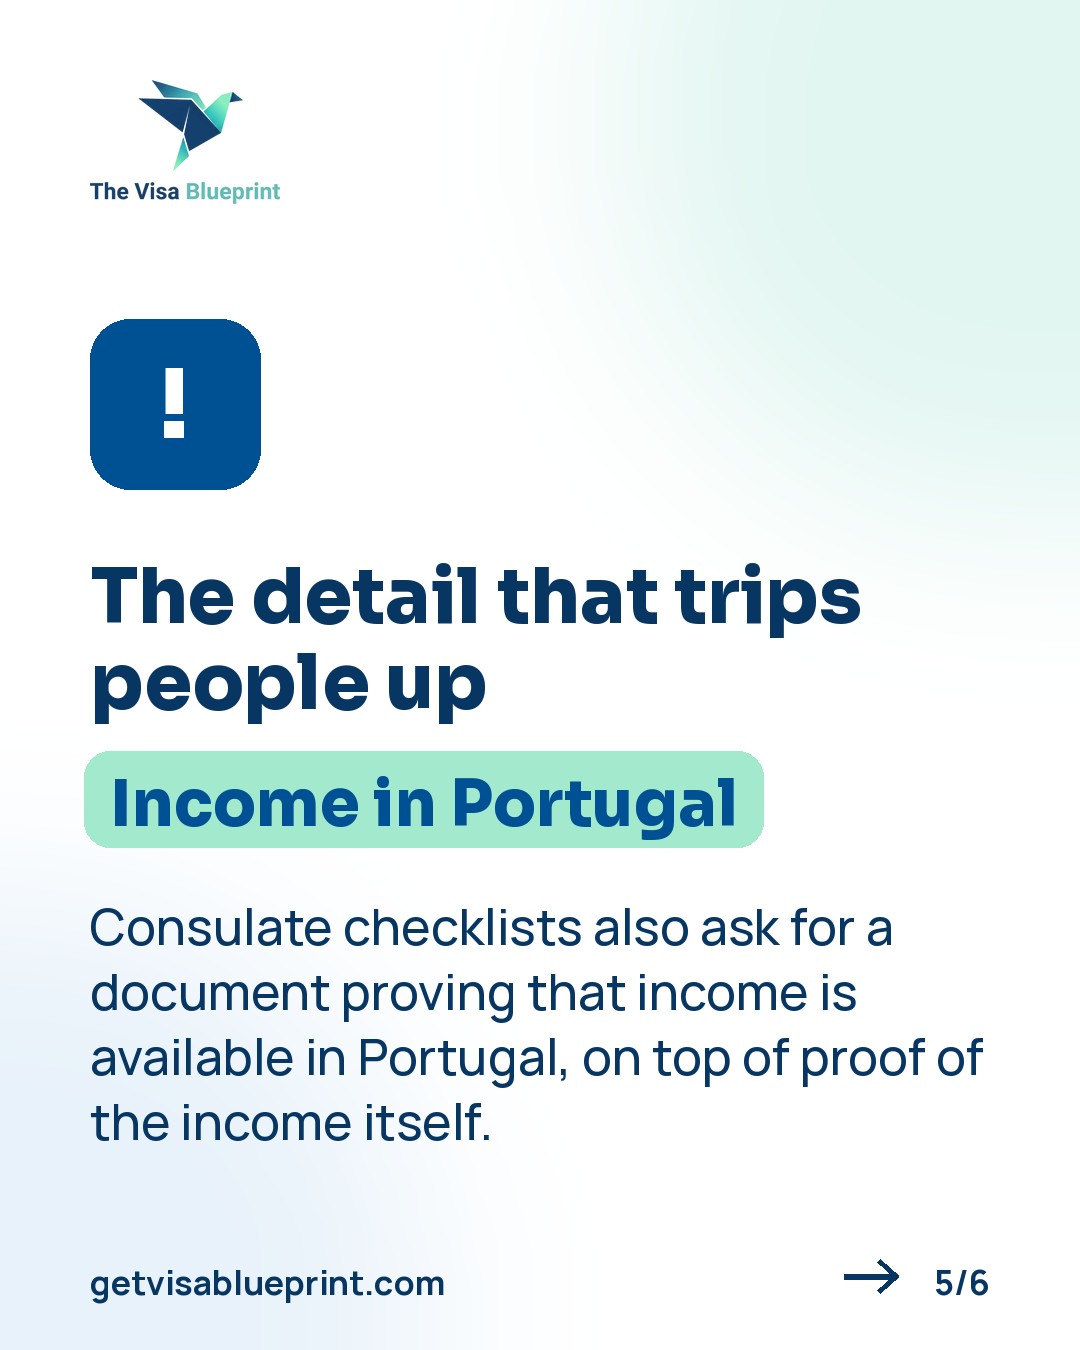 The Visa Blueprint
!
The detail that trips
people up
Income in Portugal
Consulate checklists also ask for a
document proving that income is
available in Portugal, on top of proof of
the income itself.
getvisablueprint.com
→ 5/6